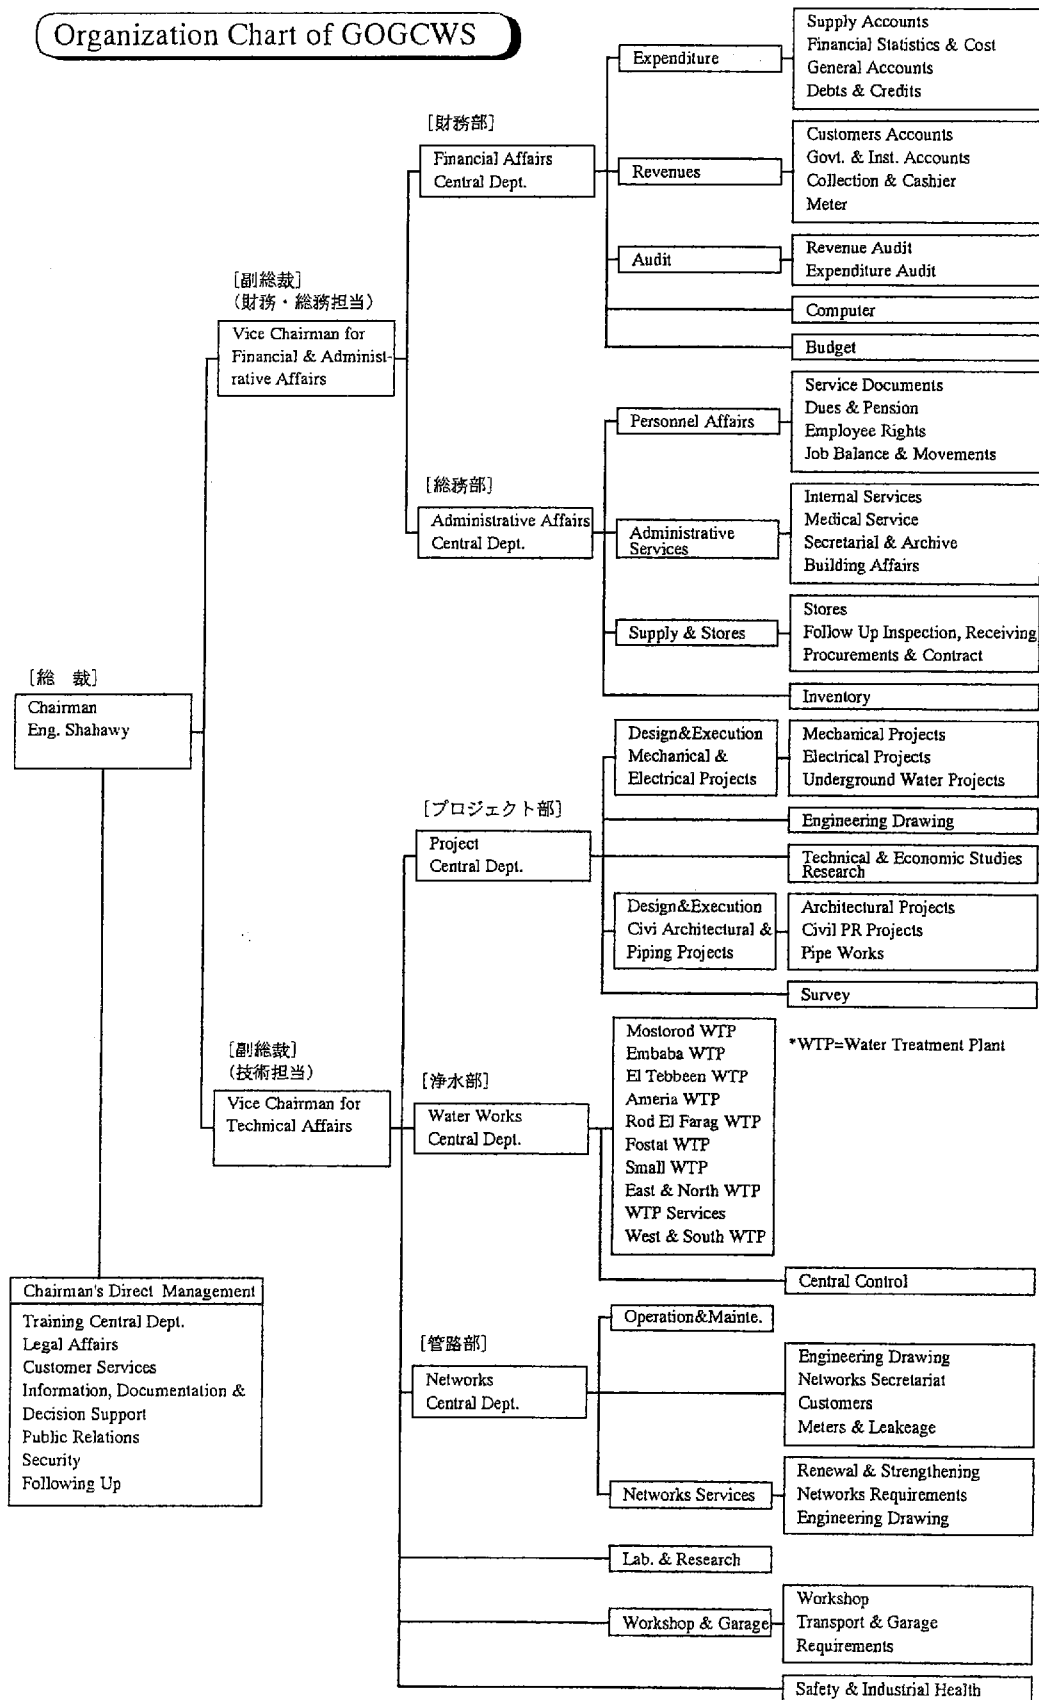 Organization Chart of GOGCWS
[総 裁]
Chairman
Eng. Shahawy
Chairman's Direct Management
Training Central Dept.
Legal Affairs
Customer Services
Information, Documentation &
Decision Support
Public Relations
Security
Following Up
[副総裁]
(財務・総務担当)
Vice Chairman for
Financial & Administ-
rative Affairs
[財務部]
Financial Affairs
Central Dept.
Expenditure
Supply Accounts
Financial Statistics & Cost
General Accounts
Debts & Credits
Revenues
Customers Accounts
Govt. & Inst. Accounts
Collection & Cashier
Meter
Audit
Revenue Audit
Expenditure Audit
Computer
Budget
[総務部]
Administrative Affairs
Central Dept.
Personnel Affairs
Service Documents
Dues & Pension
Employee Rights
Job Balance & Movements
Administrative
Services
Internal Services
Medical Service
Secretarial & Archive
Building Affairs
Supply & Stores
Stores
Follow Up Inspection, Receiving
Procurements & Contract
Inventory
[副総裁]
(技術担当)
Vice Chairman for
Technical Affairs
[プロジェクト部]
Project
Central Dept.
Design&Execution
Mechanical &
Electrical Projects
Mechanical Projects
Electrical Projects
Underground Water Projects
Engineering Drawing
Technical & Economic Studies
Research
Design&Execution
Civi Architectural &
Piping Projects
Architectural Projects
Civil PR Projects
Pipe Works
Survey
[浄水部]
Water Works
Central Dept.
Mostorod WTP
Embaba WTP
El Tebbeen WTP
Ameria WTP
Rod El Farag WTP
Fostat WTP
Small WTP
East & North WTP
WTP Services
West & South WTP
*WTP=Water Treatment Plant
Central Control
[管路部]
Networks
Central Dept.
Operation&Mainte.
Engineering Drawing
Networks Secretariat
Customers
Meters & Leakeage
Networks Services
Renewal & Strengthening
Networks Requirements
Engineering Drawing
Lab. & Research
Workshop & Garage
Workshop
Transport & Garage
Requirements
Safety & Industrial Health